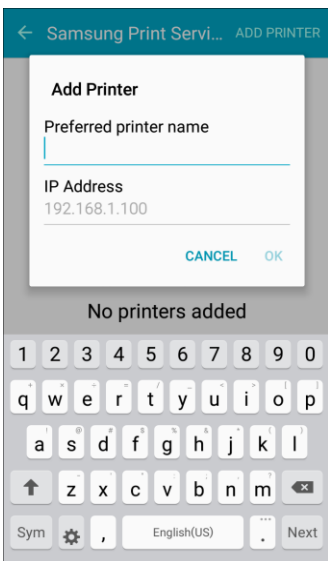 ← Samsung Print Servi... ADD PRINTER
Add Printer
Preferred printer name
IP Address
192.168.1.100
CANCEL OK
No printers added
1 2 3 4 5 6 7 8 9 0
q w e r t y u i o p
a s d f g h j k l
z x c v b n m
Sym , English(US) . Next